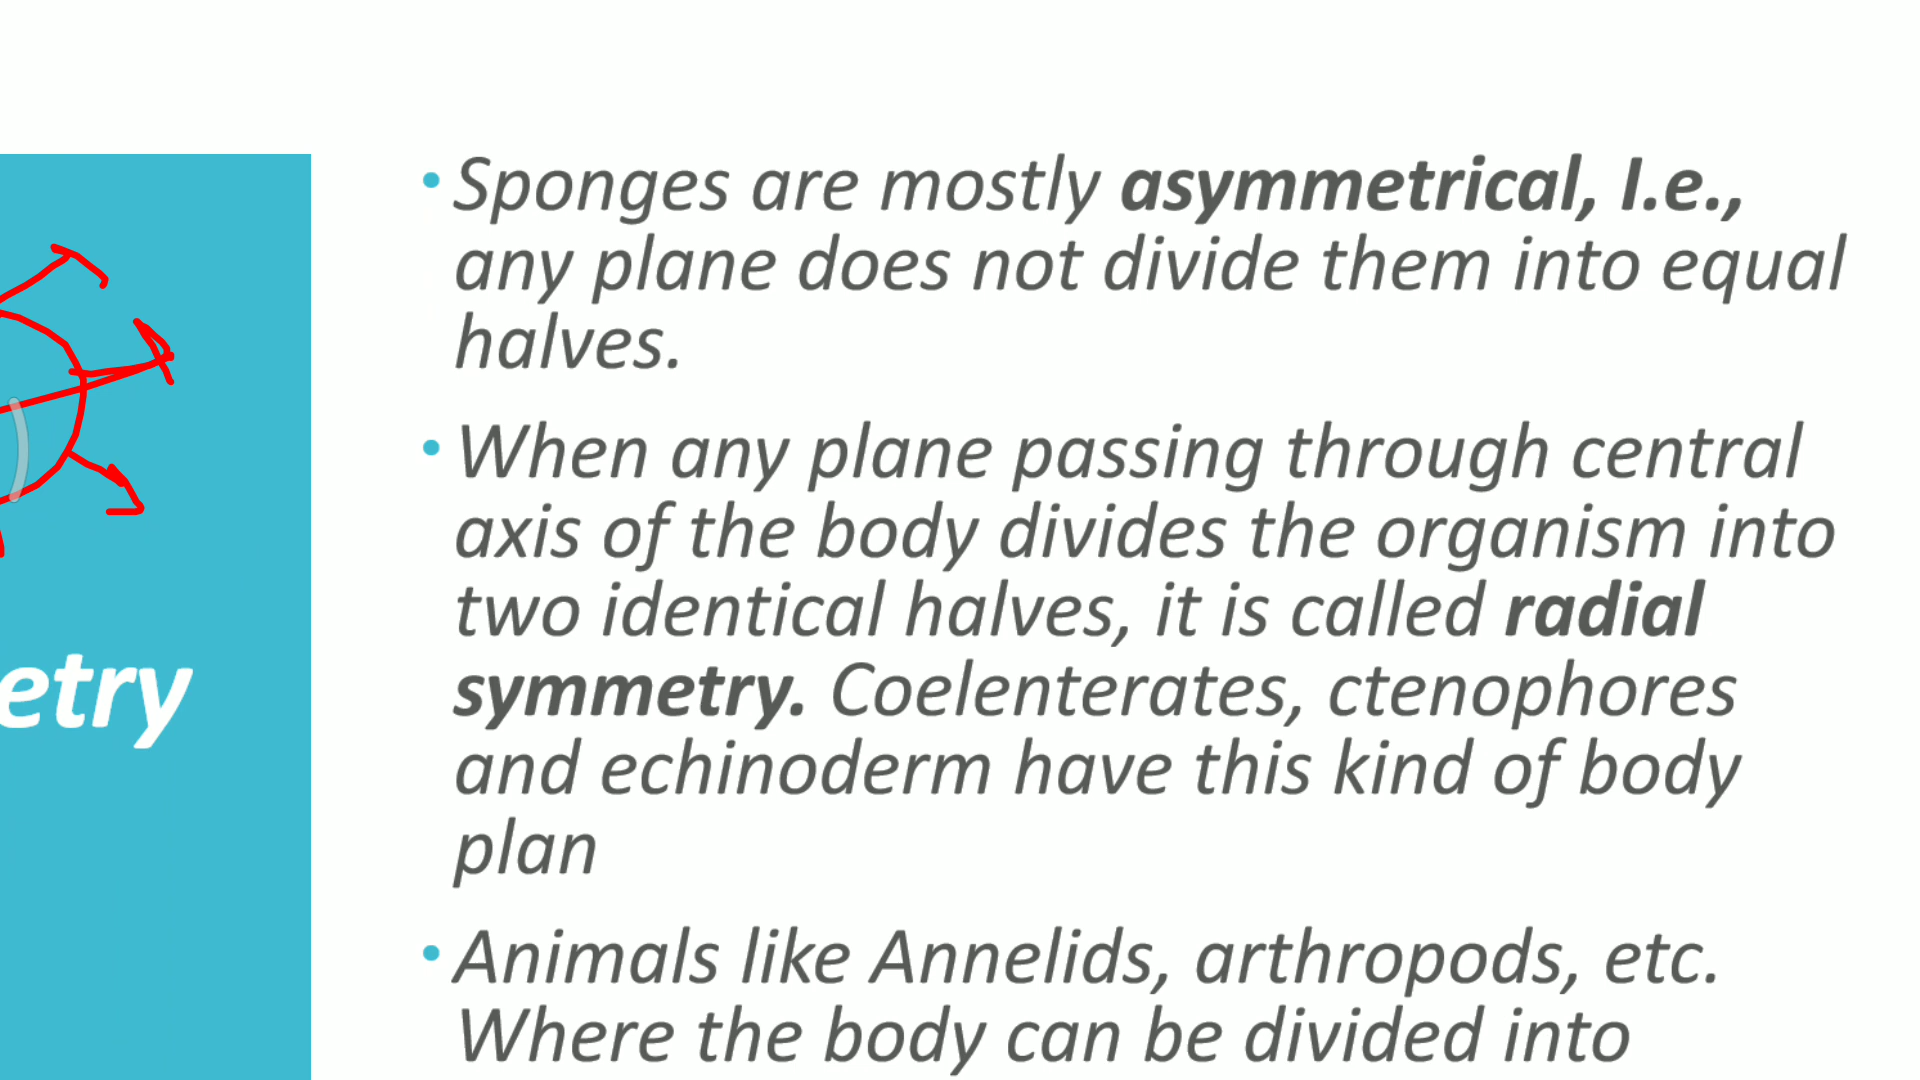 • Sponges are mostly asymmetrical, I.e.,
any plane does not divide them into equal
halves.
• When any plane passing through central
axis of the body divides the organism into
two identical halves, it is called radial
symmetry. Coelenterates, ctenophores
and echinoderm have this kind of body
plan
• Animals like Annelids, arthropods, etc.
Where the body can be divided into
etry